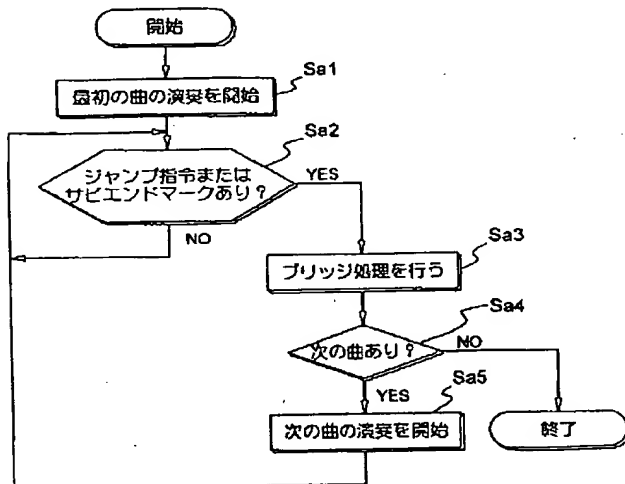 開始
Sa1
最初の曲の演奏を開始
Sa2
ジャンプ指令または
サビエンドマークあり?
YES
NO
Sa3
ブリッジ処理を行う
Sa4
次の曲あり?
NO
YES
Sa5
次の曲の演奏を開始
終了